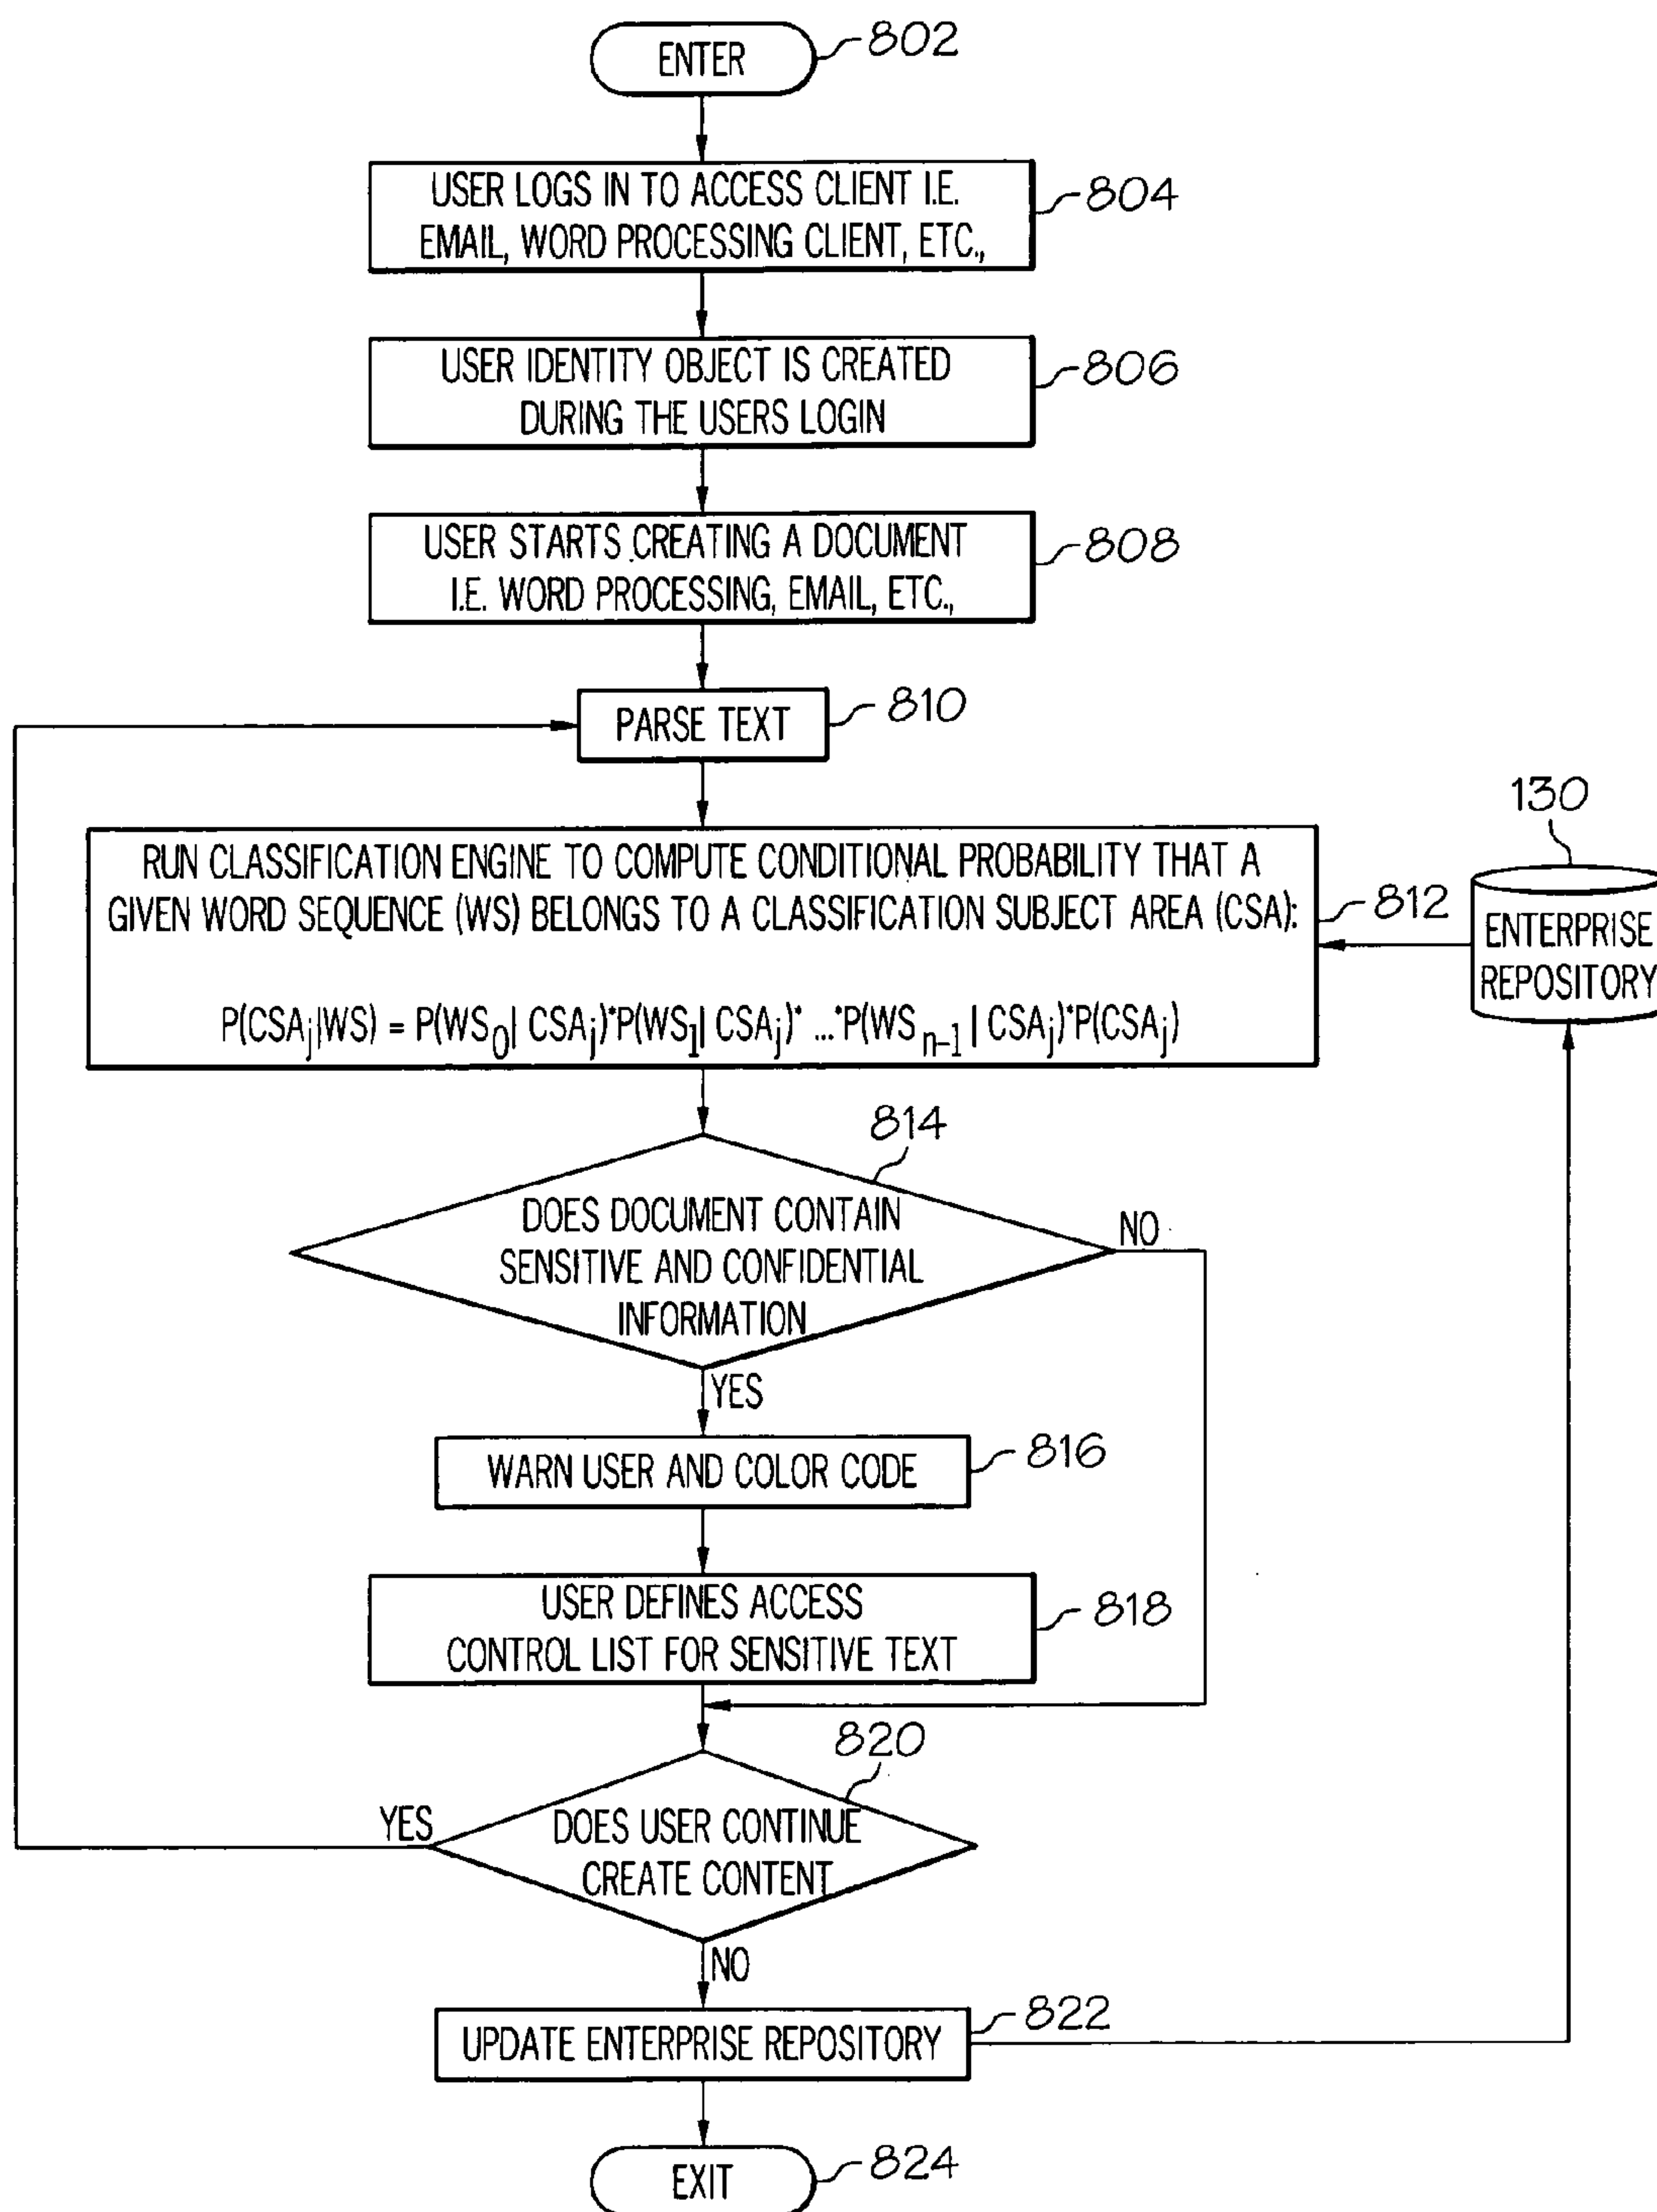 ENTER
802
USER LOGS IN TO ACCESS CLIENT I.E.
EMAIL, WORD PROCESSING CLIENT, ETC.,
804
USER IDENTITY OBJECT IS CREATED
DURING THE USERS LOGIN
806
USER STARTS CREATING A DOCUMENT
I.E. WORD PROCESSING, EMAIL, ETC.,
808
PARSE TEXT
810
RUN CLASSIFICATION ENGINE TO COMPUTE CONDITIONAL PROBABILITY THAT A
GIVEN WORD SEQUENCE (WS) BELONGS TO A CLASSIFICATION SUBJECT AREA (CSA):
P(CSAj|WS) = P(WS0| CSAj)*P(WS1| CSAj)* ...*P(WSn-1 | CSAj)*P(CSAj)
812
130
ENTERPRISE
REPOSITORY
814
DOES DOCUMENT CONTAIN
SENSITIVE AND CONFIDENTIAL
INFORMATION
NO
YES
WARN USER AND COLOR CODE
816
USER DEFINES ACCESS
CONTROL LIST FOR SENSITIVE TEXT
818
820
DOES USER CONTINUE
CREATE CONTENT
YES
NO
UPDATE ENTERPRISE REPOSITORY
822
EXIT
824